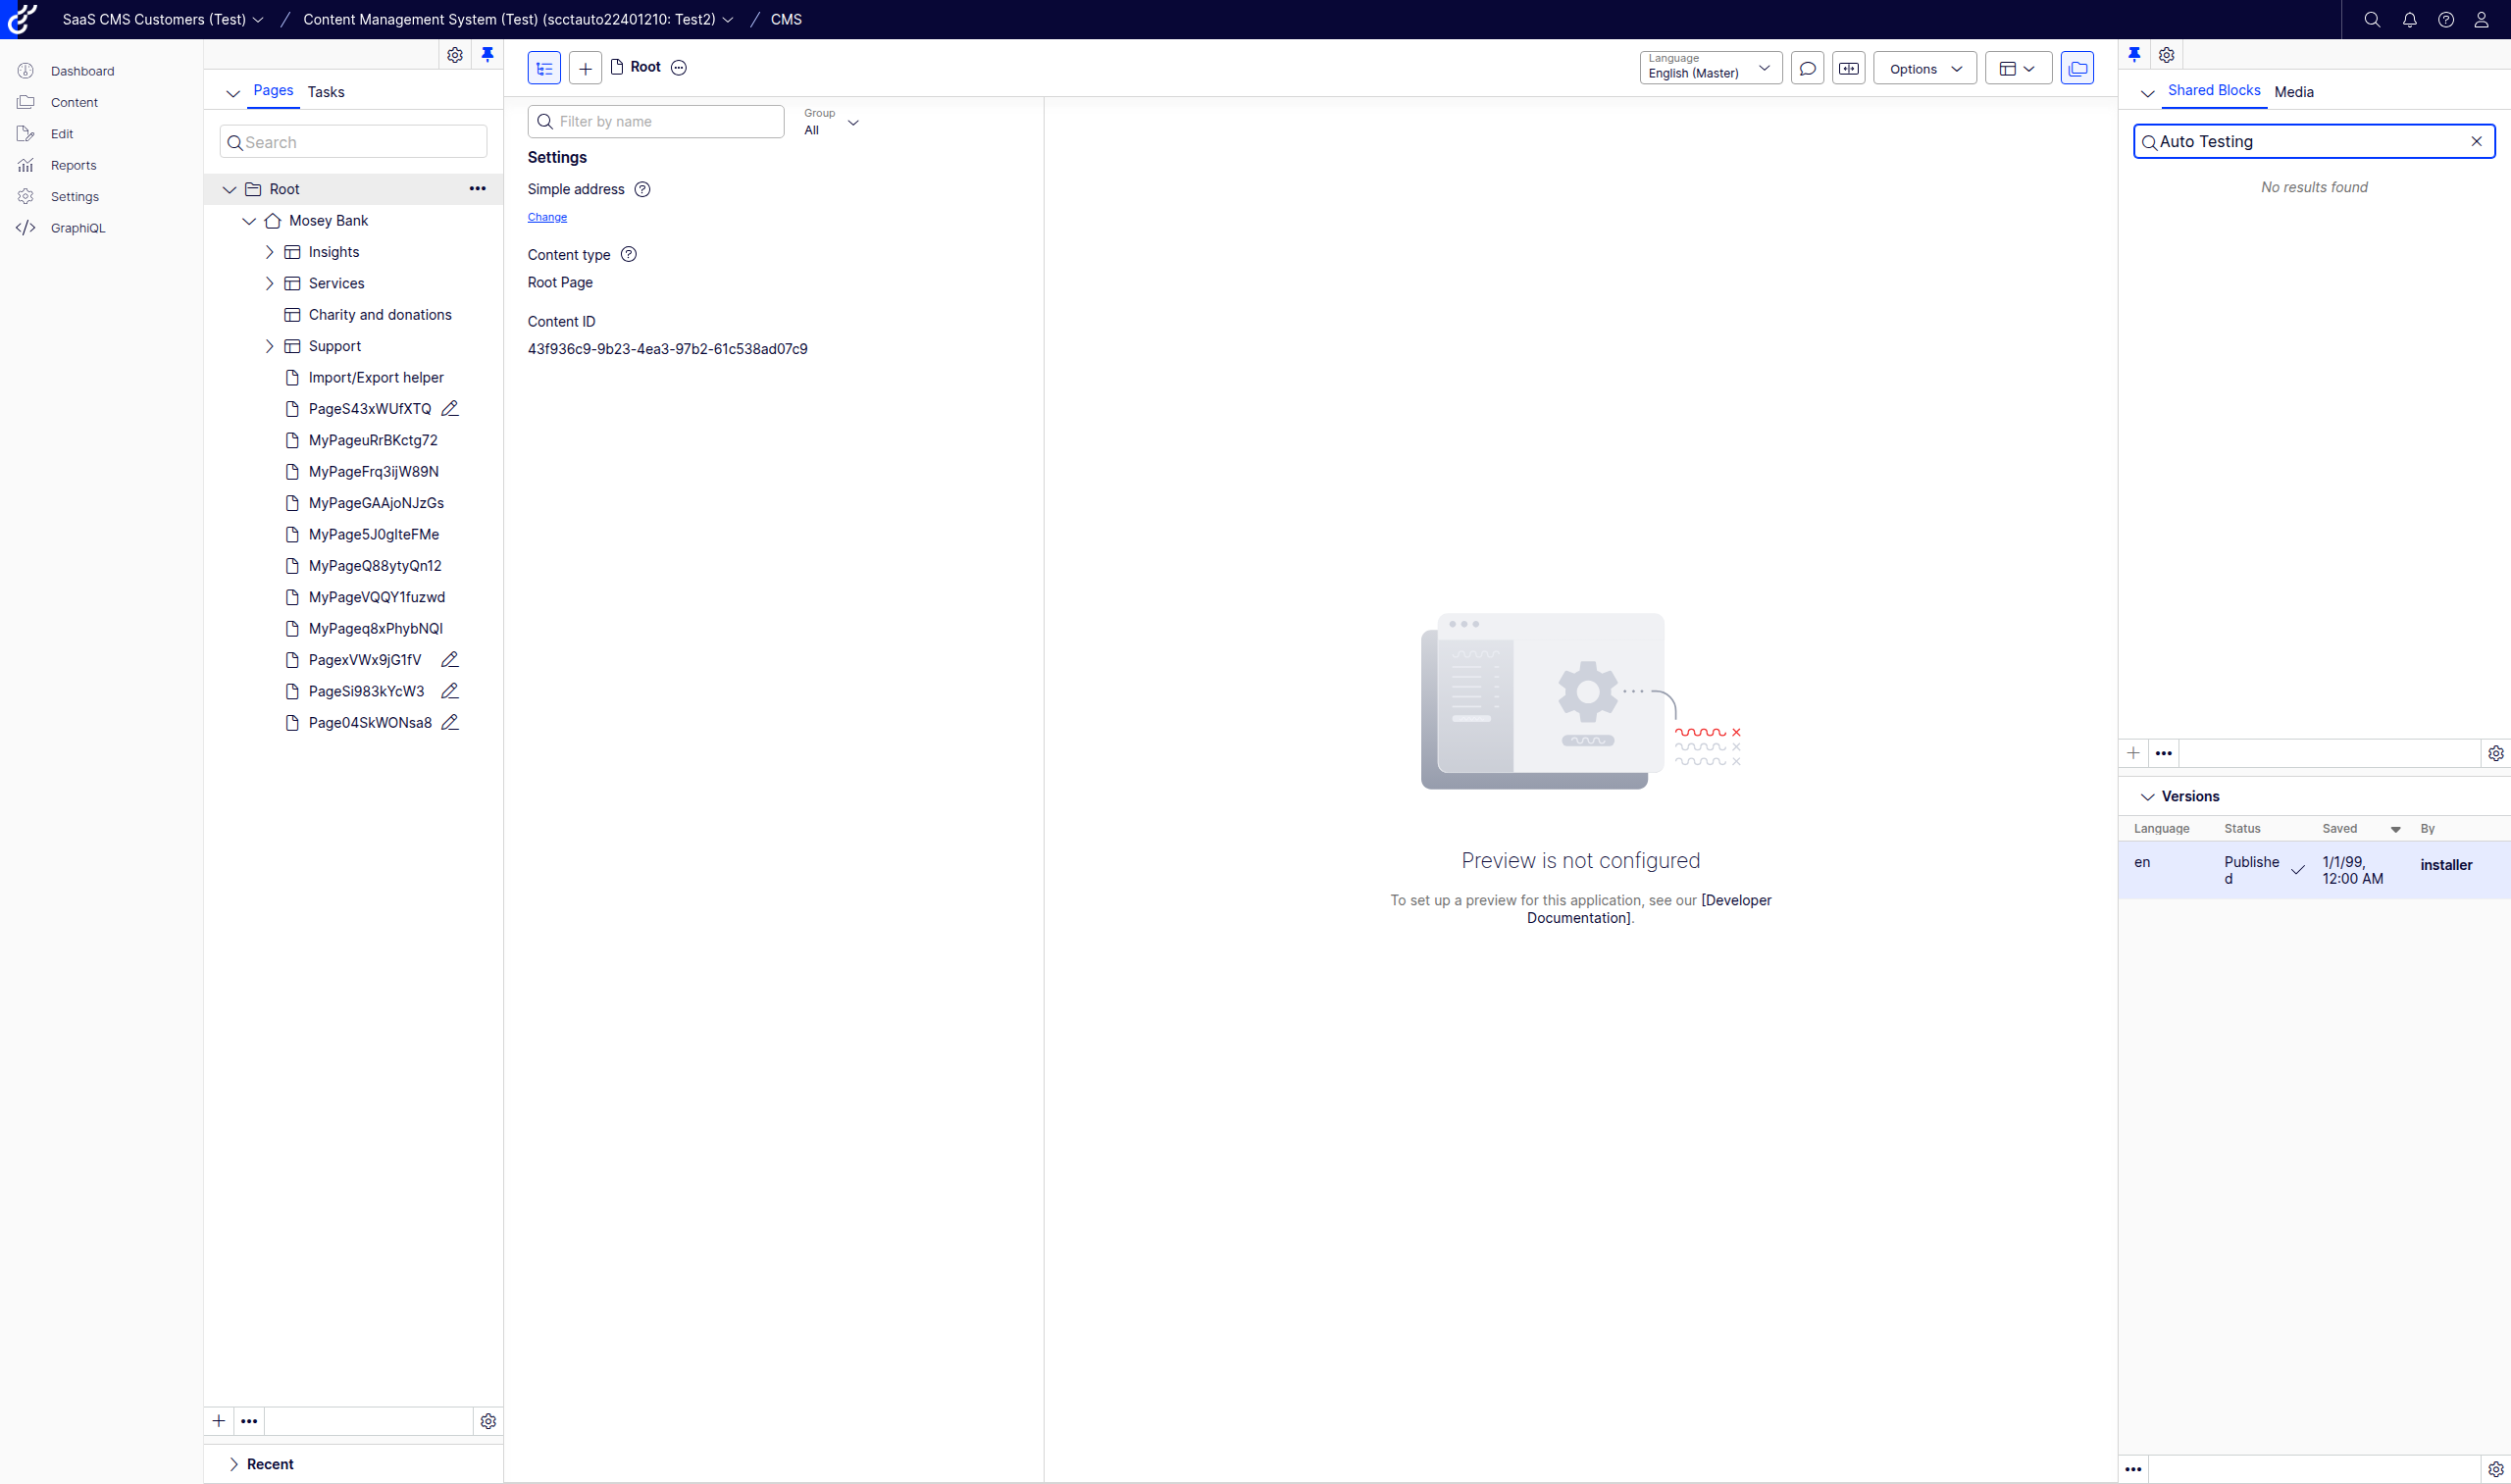 SaaS CMS Customers (Test) / Content Management System (Test) (scctauto22401210: Test2) / CMS
Dashboard
Content
Edit
Reports
Settings
GraphiQL
Pages Tasks
Search
Root
Mosey Bank
Insights
Services
Charity and donations
Support
Import/Export helper
PageS43xWUfXTQ
MyPageuRrBKctg72
MyPageFrq3ijW89N
MyPageGAAjoNJzGs
MyPage5J0glteFMe
MyPageQ88ytyQn12
MyPageVQQY1fuzwd
MyPageq8xPhybNQl
PagexVWx9jG1fV
PageSi983kYcW3
Page04SkWONsa8
Recent
Root
Language
English (Master)
Options
Filter by name
Group
All
Settings
Simple address
Change
Content type
Root Page
Content ID
43f936c9-9b23-4ea3-97b2-61c538ad07c9
Preview is not configured
To set up a preview for this application, see our [Developer
Documentation].
Shared Blocks Media
Auto Testing
No results found
Versions
Language Status Saved By
en Publishe 1/1/99, installer
d 12:00 AM